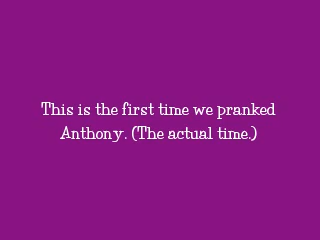 This is the first time we pranked
Anthony. (The actual time.)